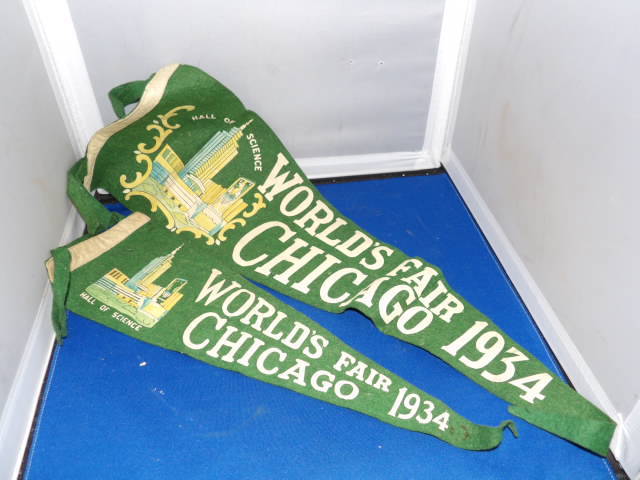 HALL OF SCIENCE
WORLD'S FAIR
CHICAGO 1934
HALL OF SCIENCE
WORLD'S FAIR
CHICAGO 1934